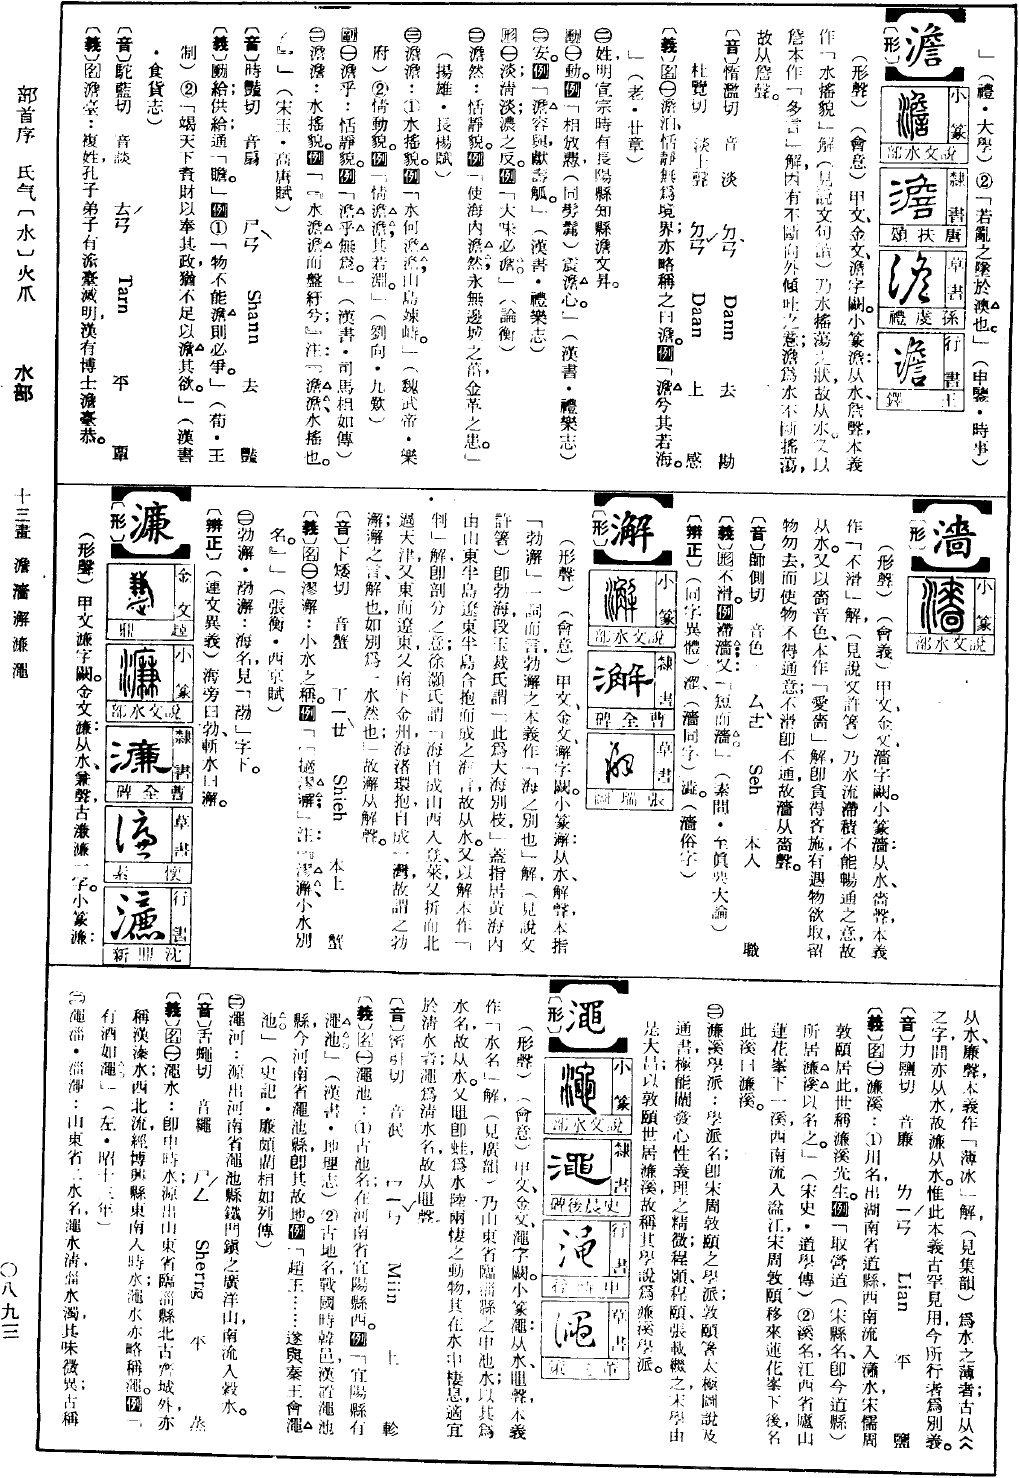 」（禮・大學）②「若亂之墜於澳也。」（申鑒・時事）
澹
〔形〕
小篆 說文水部
隸書 唐扶頌
草書 孫虔禮
行書 王鐸
（形聲）（會意）甲文、金文、澹字闕。小篆澹：从水、詹聲，本義
作「水搖貌」解（見說文句讀）乃水搖蕩之狀，故从水。又以
詹本作「多言」解，因有不斷向外傾吐之意；澹爲水不斷搖蕩，
故从詹聲。
〔音〕惰濫切　音淡　ㄉㄢˋ　Dann　去　勘
杜覽切　淡上聲　ㄉㄢˇ　Daan　上　感
〔義〕名㊀澹泊恬靜無爲境界，亦略稱之曰澹。例「澹兮其若海。
」（老・廿章）
㊁姓，明宣宗時有長陽縣知縣澹文昇。
動㊀動。例「相放悫（同髣髴）震澹心。」（漢書・禮樂志）
㊁安。例「澹容與獻壽觴。」（漢書・禮樂志）
形㊀淡清淡，濃之反。例「大味必澹。」（論衡）
㊁澹然：恬靜貌。例「使海內澹然，永無邊城之菑，金革之患」
（揚雄・長楊賦）
㊂澹澹：①水搖貌。例「水何澹澹，山島竦峙。」（魏武帝・樂
府）②情動貌。例「情澹澹其若淵。」（劉向・九歎）
副㊀澹乎：恬靜貌。例「澹乎無爲。」（漢書・司馬相如傳）
㊁澹澹：水搖貌。例「『水澹澹而盤紆兮』注：『澹澹、水搖也。
』」（宋玉・高唐賦）
〔音〕時豔切　音扇　ㄕㄢˋ　Shann　去　豔
〔義〕動給，供給，通「贍」。例①「物不能澹則必爭。」（荀・王
制）②「竭天下資財以奉其政，猶不足以澹其欲。」（漢書
・食貨志）
〔音〕駝藍切　音談　ㄊㄢˊ　Tarn　平　覃
〔義〕名澹臺：複姓，孔子弟子有澹臺滅明，漢有博士澹臺恭。
濇
〔形〕
小篆 說文水部
（形聲）（會義）甲文、金文濇字闕。小篆濇：从水、嗇聲，本義
作「不滑」解，（見說文許箸）乃水流滯積不能暢通之意，故
从水。又以嗇音色，本作「愛嗇」解，卽貪得吝施，有遇物欲取留
物勿去而使物不得通意；不滑卽不通，故濇从嗇聲。
〔音〕師側切　音色　ㄙㄜˋ　Seh　本入　職
〔義〕形不滑。例滯濇又：「短而濇」（素問・至眞要大論）
〔辨正〕（同字異體）澀、（濇同字）澁。（濇俗字）
澥
〔形〕
小篆 說文水部
隸書 曹全碑
草書 張瑞圖
（形聲）（會意）甲文、金文、澥字闕。小篆澥：从水、解聲，本指
「勃澥」一詞而言，勃澥之本義作「海之別也」解，（見說文
許箸）卽勃海，段玉裁氏謂「此爲大海別枝」蓋指居黃海內
由山東半島、遼東半島合抱而成之海言，故从水。又以解本作「
判」解，卽剖分之意；徐灝氏謂「海自成山西入登、萊，又折而北
過天津，又東而遼東，又南下金州，海渚環抱自成一灣，故謂之勃
澥；澥之言解也，如別爲一水然也」故澥从解聲。
〔音〕下矮切　音蟹　ㄒㄧㄝˋ　Shieh　本上　蟹
〔義〕名㊀澥：小水之稱。例「『澥』注『澥、小水別
名。』」（張衡・西京賦）
㊁勃澥・渤澥：海名，見「渤」字下。
〔辨正〕（連文異義）海旁曰勃，斬水曰澥。
濂
〔形〕
金文 鼎
小篆 說文水部
隸書 曹全碑
草書 懷素
行書 沈鼎新
（形聲）甲文濂字闕。金文濂：从水、兼聲，古溓濂一字。小篆濂：
从水、廉聲，本義作「薄冰」解，（見集韻）爲水之薄者；古从仌
之字間亦从水，故濂从水。惟此本義古罕見用，今所行者爲別義。
〔音〕力鹽切　音廉　ㄌㄧㄢˊ　Lian　平　鹽
〔義〕名㊀濂溪：①川名，出湖南省道縣西，南流入瀟水，宋儒周
敦頤居此，世稱濂溪先生。例「取營道（宋縣名，卽今道縣）
所居濂溪以名之。」（宋史・道學傳）②溪名，江西省廬山
蓮花峯下一溪，西南流入湓江，宋周敦頤移來蓮花峯下後，名
此溪曰濂溪。
㊁濂溪學派：學派名，卽宋周敦頤之學派，敦頤箸太極圖說及
通書，極能闡發心性義理之精微，程顥、程頤、張載機之，宋學由
是大昌，以敦頤世居濂溪，故稱其學說爲濂溪學派。
澠
〔形〕
小篆 說文水部
隸書 史晨後碑
行書
草書
（形聲）（會意）甲文、金文、澠字闕。小篆澠：从水、黽聲，本義
作「水名」解，（見廣韻）乃山東省臨淄縣之申池水；以其爲
水名，故从水。又黽卽蛙，爲水陸兩棲之動物，其在水中棲息，適宜
於清水者，澠爲清水名，故从黽聲。
〔音〕密引切　音泯　ㄇㄧㄣˇ　Miin　上　軫
〔義〕名㊀澠池：①古池名，在河南省宜陽縣西。例「宜陽縣有
澠池」（漢書・地理志）②古地名，戰國時韓邑，漢置澠池
縣，今河南省澠池縣卽其故地。例「趙王……遂與秦王會澠
池」（史記・廉頗藺相如列傳）
㊁澠河：源出河南省澠池縣鐵門鎭之廣洋山，南流入穀水。
〔音〕舌蠅切　音繩　ㄕㄥˊ　Sherng　平　蒸
〔義〕名㊀澠水：卽申時水，源出山東省臨淄縣北古齊城外，亦
稱漢溱水，西北流經博興縣東南入時水；澠水亦略稱澠。例「
有酒如澠」（左・昭十二年）
㊁澠淄・淄澠：山東省二水名，澠水清，淄水濁，其味微異；古稱
部首序　氏气〔水〕火爪　水部　十三畫　澹濇澥濂澠　〇八九三